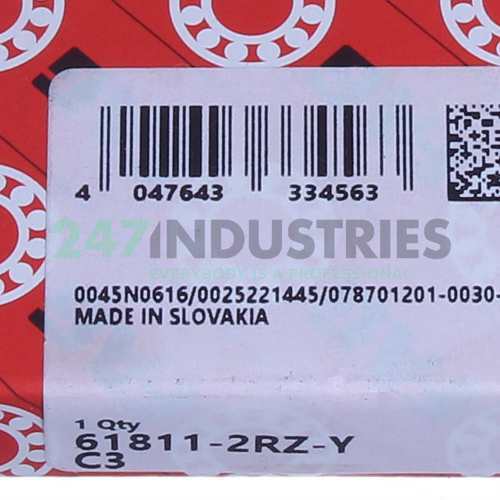 4 047643 334563
247INDUSTRIES
EVERYBODY IS A PROFESSIONAL
0045N0616/0025221445/078701201-0030-
MADE IN SLOVAKIA
1 Qty
61811-2RZ-Y
C3